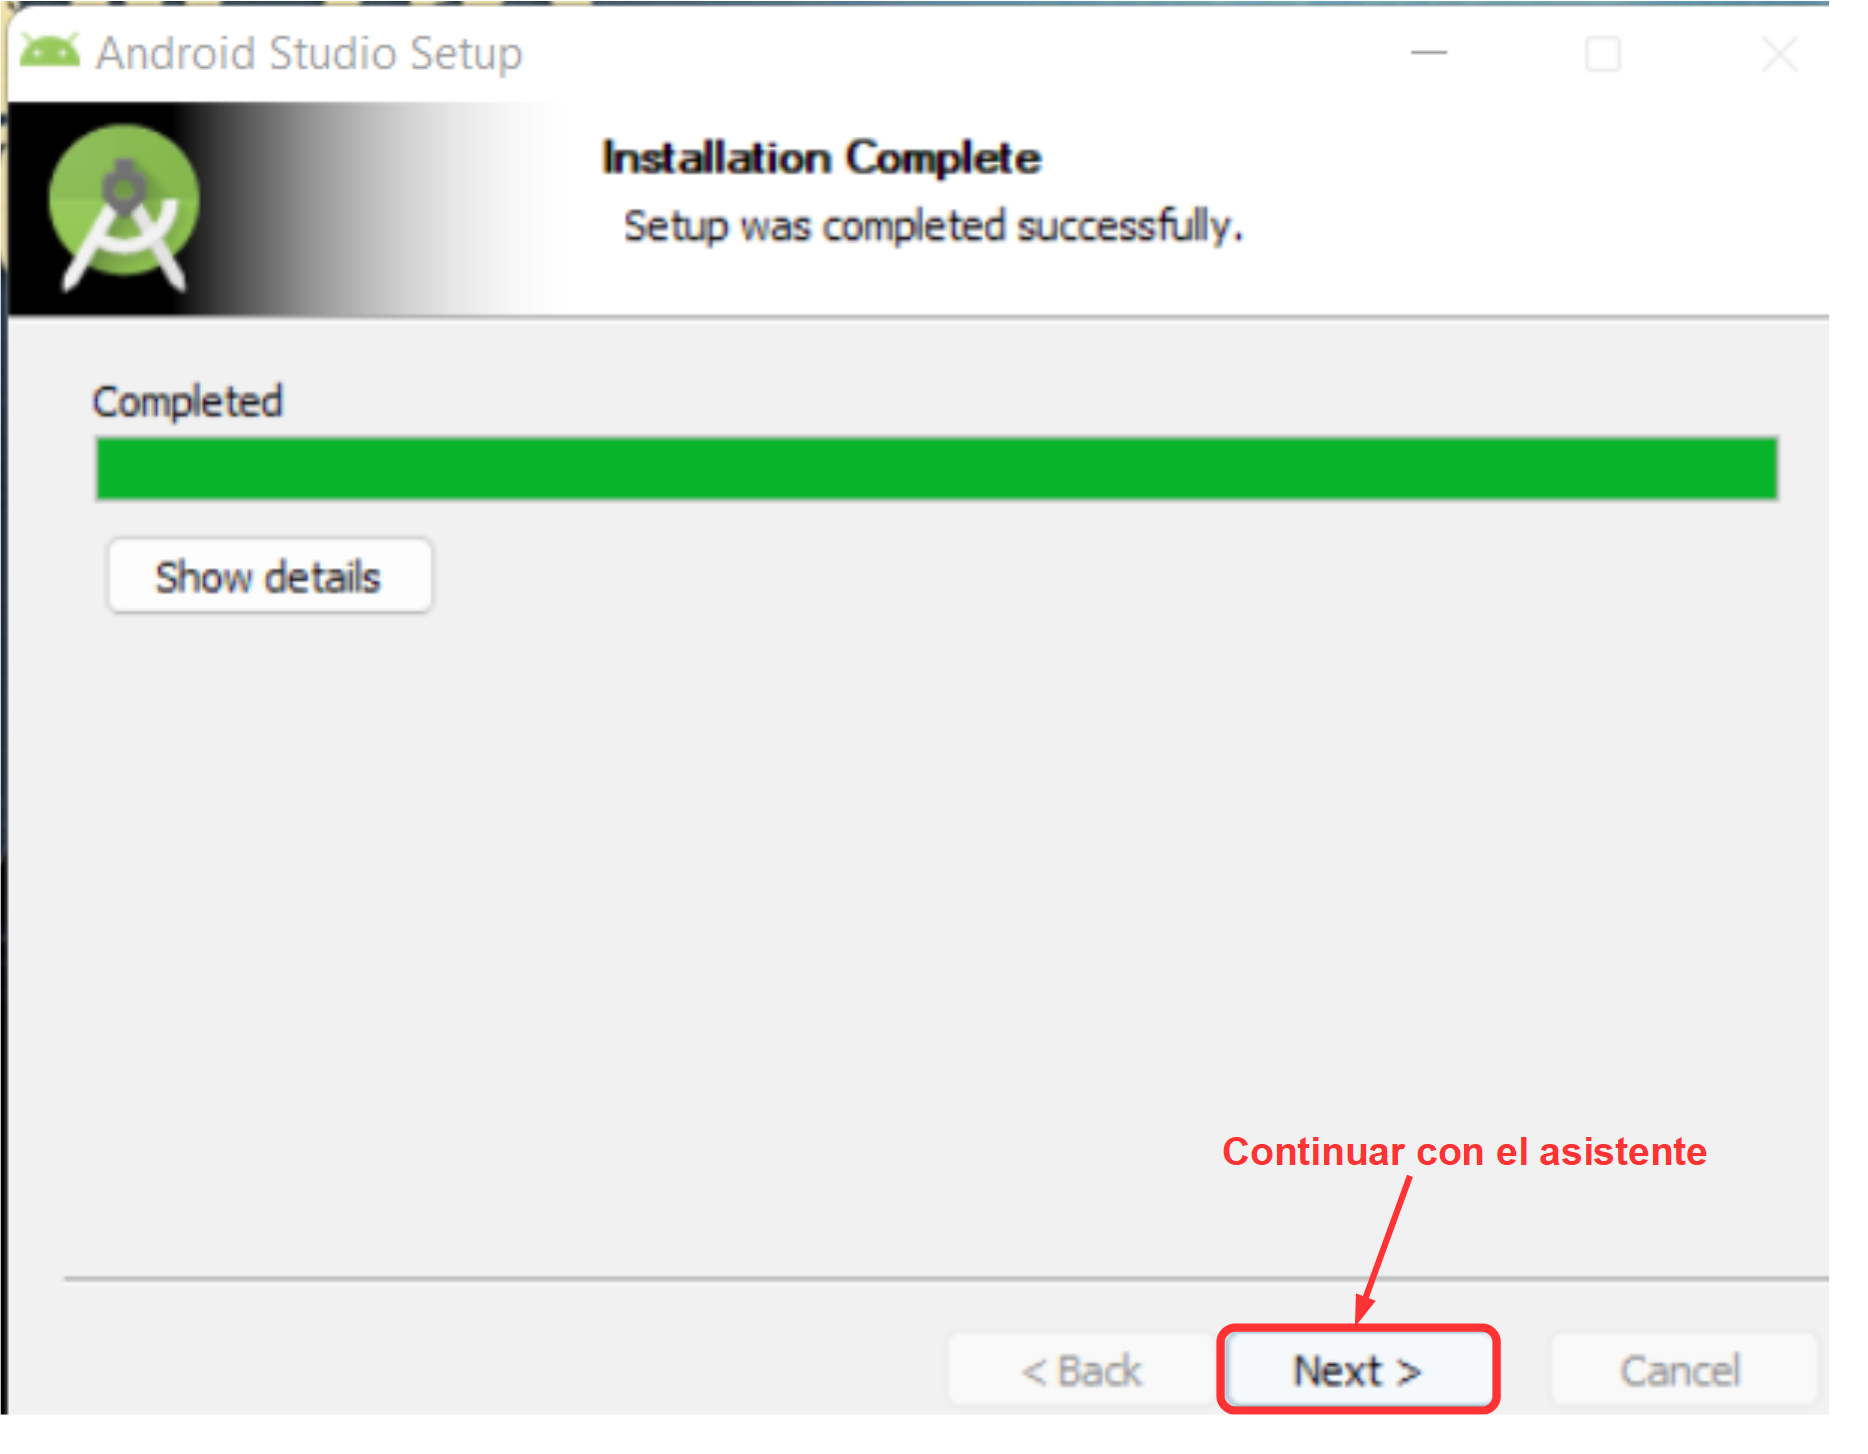 Android Studio Setup
Installation Complete
Setup was completed successfully.
Completed
Show details
Continuar con el asistente
< Back
Next >
Cancel